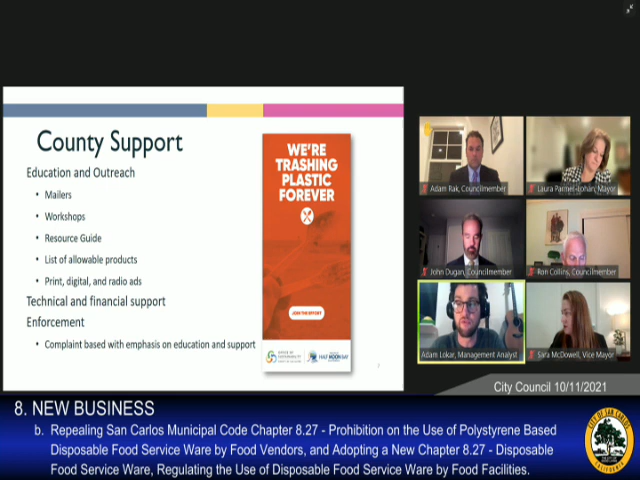 County Support
Education and Outreach
• Mailers
• Workshops
• Resource Guide
• List of allowable products
• Print, digital, and radio ads
Technical and financial support
Enforcement
• Complaint based with emphasis on education and support
WE'RE
TRASHING
PLASTIC
FOREVER
JOIN THE EFFORT
HALF MOON BAY
Adam Rak, Councilmember
Laura Parmer-Lohan, Mayor
John Dugan, Councilmember
Ron Collins, Councilmember
Adam Lokar, Management Analyst
Sara McDowell, Vice Mayor
City Council 10/11/2021
8. NEW BUSINESS
b. Repealing San Carlos Municipal Code Chapter 8.27 - Prohibition on the Use of Polystyrene Based
Disposable Food Service Ware by Food Vendors, and Adopting a New Chapter 8.27 - Disposable
Food Service Ware, Regulating the Use of Disposable Food Service Ware by Food Facilities.
CITY OF SAN CARLOS
CALIFORNIA